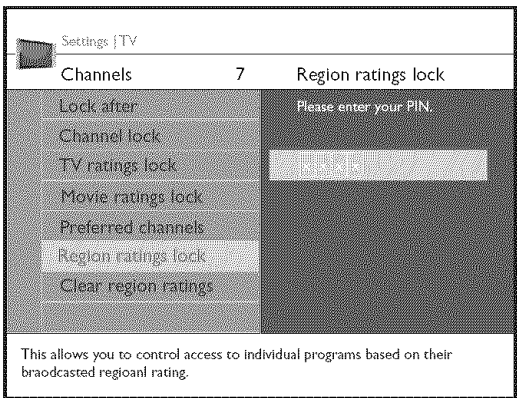 Settings | TV
Channels 7 Region ratings lock
Lock after
Channel lock
TV ratings lock
Movie ratings lock
Preferred channels
Region ratings lock
Clear region ratings
Please enter your PIN.
This allows you to control access to individual programs based on their
braodcasted regioanl rating.